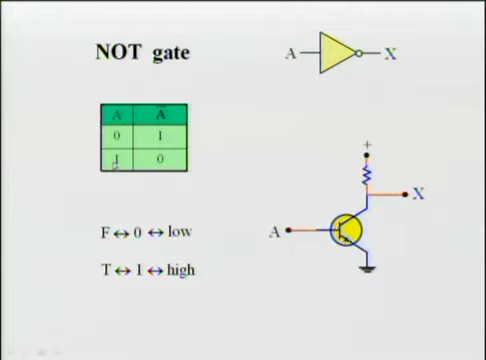 NOT gate
A X
A A̅
0 1
1 0
+
X
A
F ↔ 0 ↔ low
T ↔ 1 ↔ high